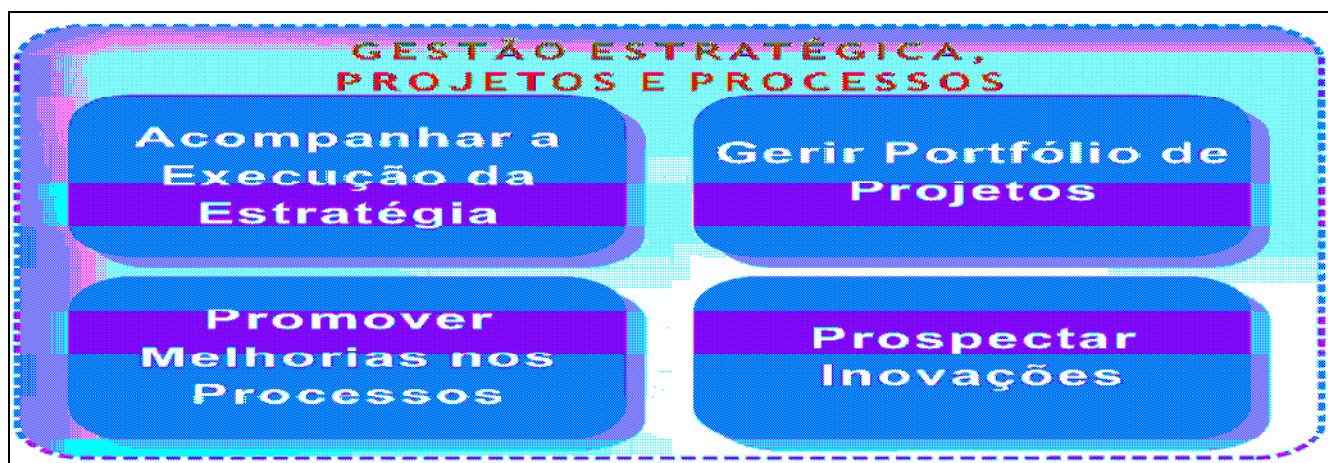 GESTÃO ESTRATÉGICA,
PROJETOS E PROCESSOS
Acompanhar a
Execução da
Estratégia
Gerir Portfólio de
Projetos
Promover
Melhorias nos
Processos
Prospectar
Inovações